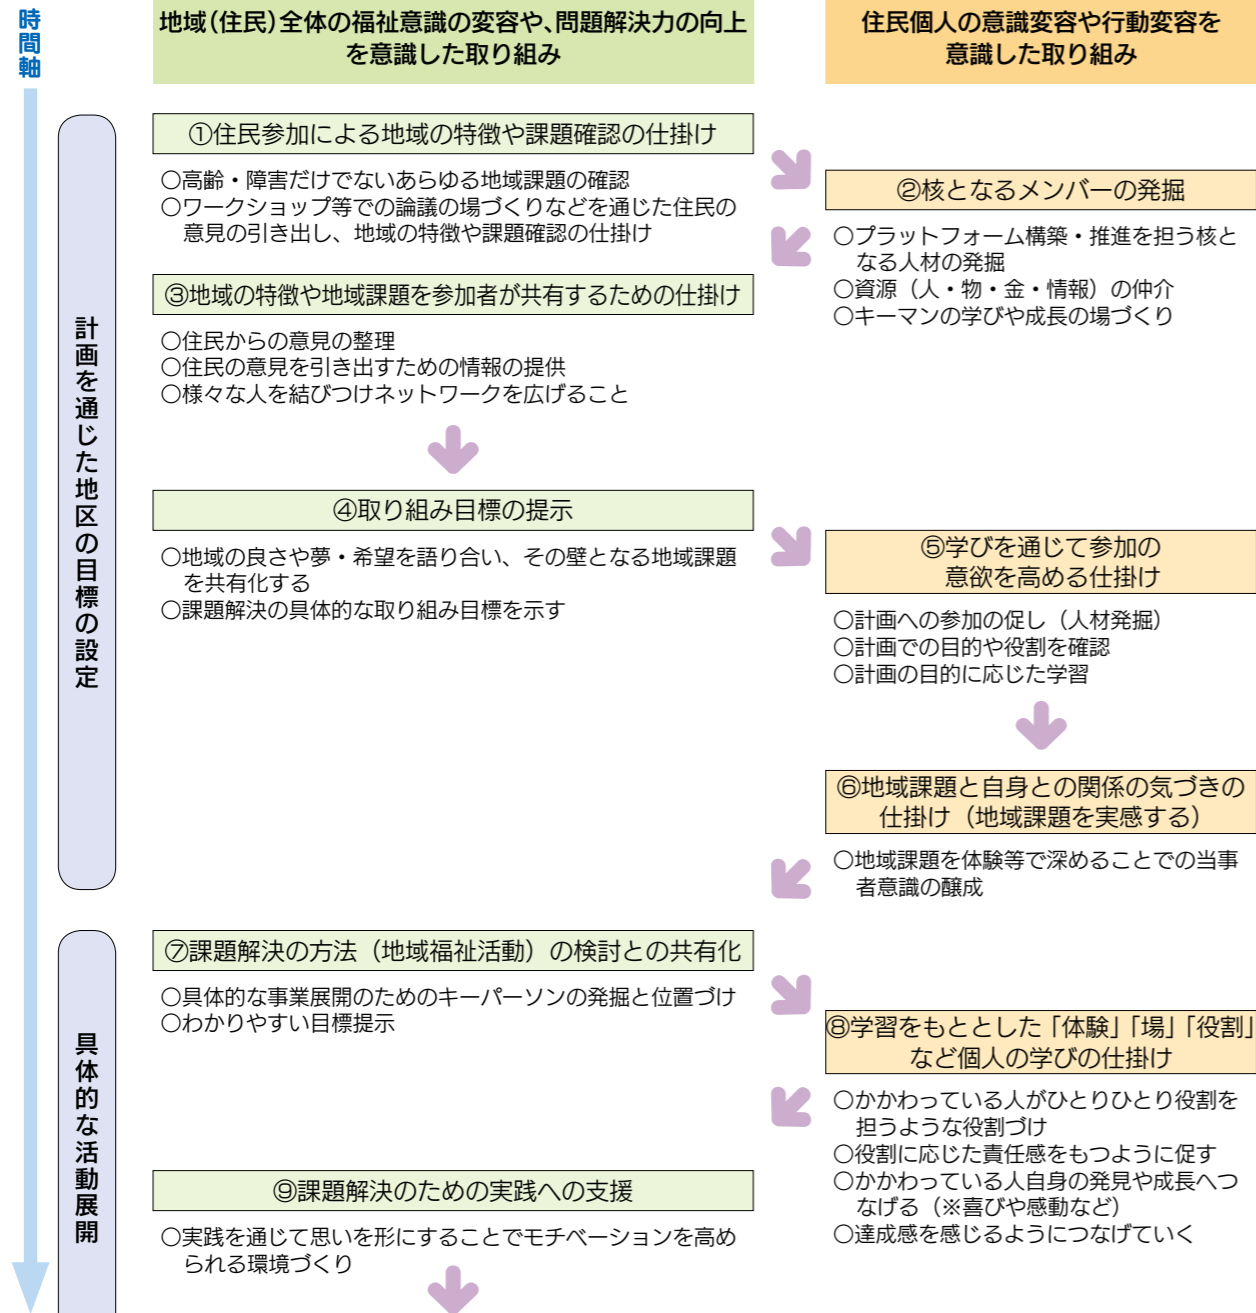 時間軸
地域（住民）全体の福祉意識の変容や、問題解決力の向上
を意識した取り組み
住民個人の意識変容や行動変容を
意識した取り組み
計画を通じた地区の目標の設定
①住民参加による地域の特徴や課題確認の仕掛け
○高齢・障害だけでないあらゆる地域課題の確認
○ワークショップ等での論議の場づくりなどを通じた住民の
意見の引き出し、地域の特徴や課題確認の仕掛け
②核となるメンバーの発掘
○プラットフォーム構築・推進を担う核と
なる人材の発掘
○資源（人・物・金・情報）の仲介
○キーマンの学びや成長の場づくり
③地域の特徴や地域課題を参加者が共有するための仕掛け
○住民からの意見の整理
○住民の意見を引き出すための情報の提供
○様々な人を結びつけネットワークを広げること
④取り組み目標の提示
○地域の良さや夢・希望を語り合い、その壁となる地域課題
を共有化する
○課題解決の具体的な取り組み目標を示す
⑤学びを通じて参加の
意欲を高める仕掛け
○計画への参加の促し（人材発掘）
○計画での目的や役割を確認
○計画の目的に応じた学習
⑥地域課題と自身との関係の気づきの
仕掛け（地域課題を実感する）
○地域課題を体験等で深めることでの当事
者意識の醸成
具体的な活動展開
⑦課題解決の方法（地域福祉活動）の検討との共有化
○具体的な事業展開のためのキーパーソンの発掘と位置づけ
○わかりやすい目標提示
⑧学習をもととした「体験」「場」「役割」
など個人の学びの仕掛け
○かかわっている人がひとりひとり役割を
担うような役割づけ
○役割に応じた責任感をもつように促す
○かかわっている人自身の発見や成長へつ
なげる（※喜びや感動など）
○達成感を感じるようにつなげていく
⑨課題解決のための実践への支援
○実践を通じて思いを形にすることでモチベーションを高め
られる環境づくり